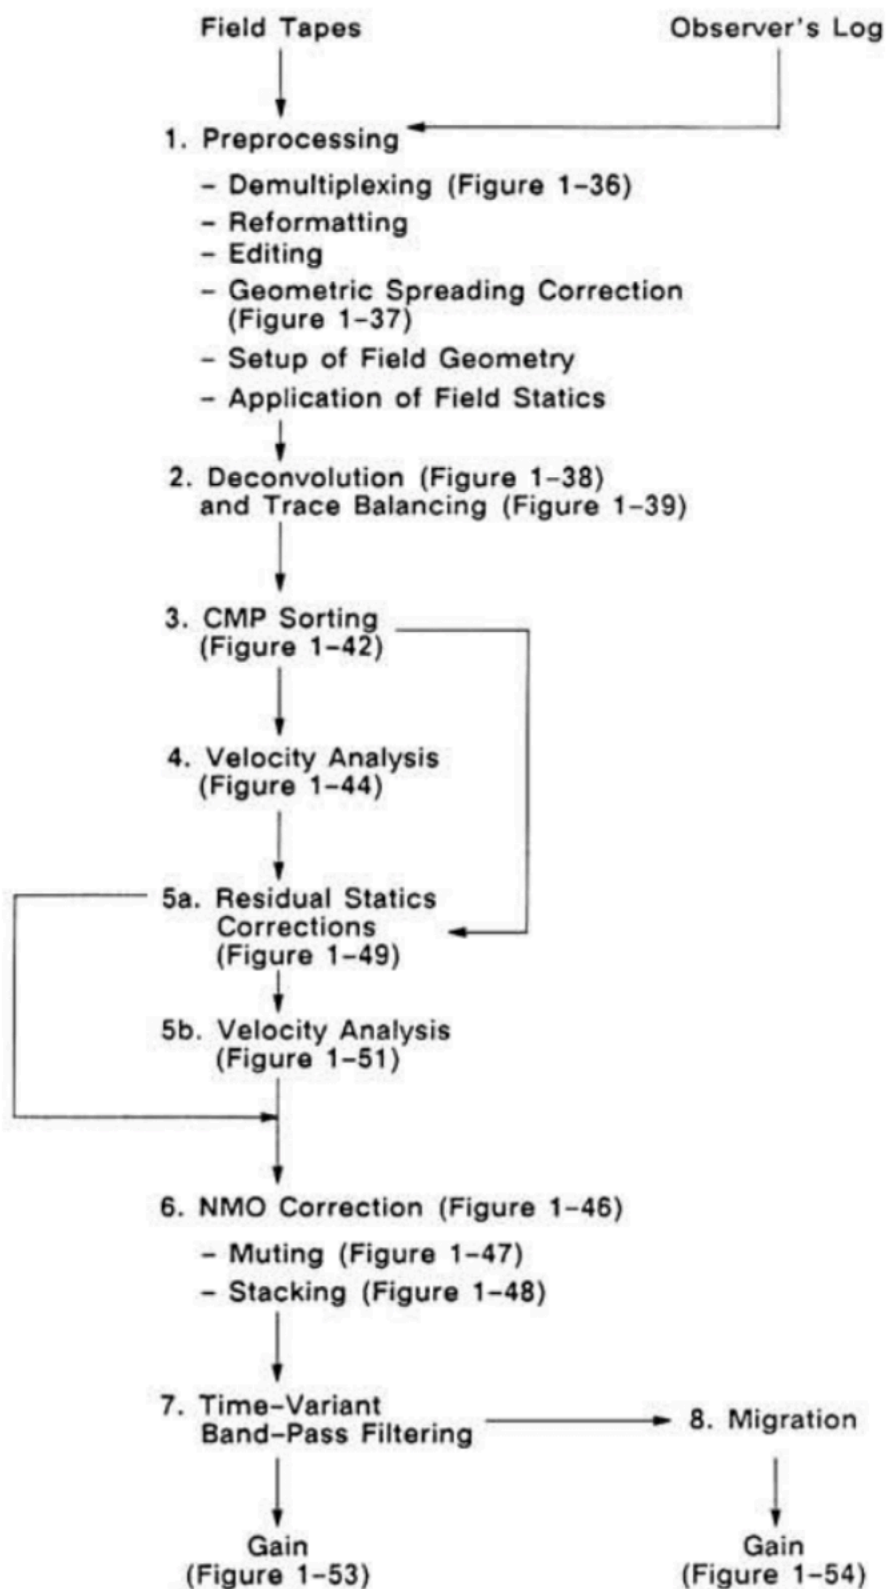 Field Tapes
Observer's Log
1. Preprocessing
– Demultiplexing (Figure 1–36)
– Reformatting
– Editing
– Geometric Spreading Correction
(Figure 1–37)
– Setup of Field Geometry
– Application of Field Statics
2. Deconvolution (Figure 1–38)
and Trace Balancing (Figure 1–39)
3. CMP Sorting
(Figure 1–42)
4. Velocity Analysis
(Figure 1–44)
5a. Residual Statics
Corrections
(Figure 1–49)
5b. Velocity Analysis
(Figure 1–51)
6. NMO Correction (Figure 1–46)
– Muting (Figure 1–47)
– Stacking (Figure 1–48)
7. Time–Variant
Band–Pass Filtering
8. Migration
Gain
(Figure 1–53)
Gain
(Figure 1–54)